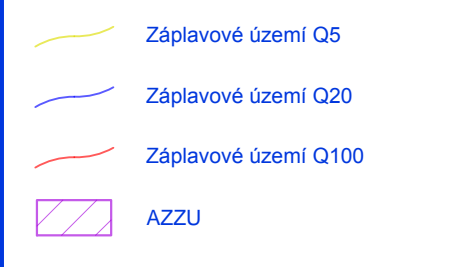 Záplavové území Q5
Záplavové území Q20
Záplavové území Q100
AZZU